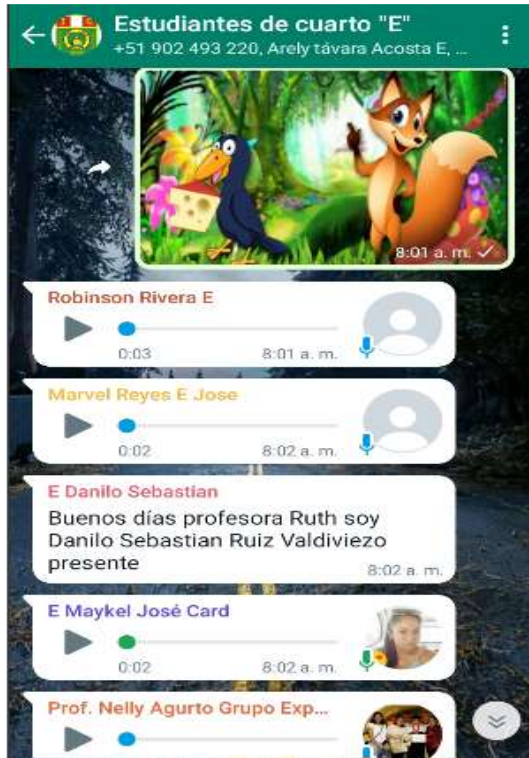 Estudiantes de cuarto "E"
+51 902 493 220, Arely távara Acosta E, ...
8:01 a. m.
Robinson Rivera E
0:03 8:01 a. m.
Marvel Reyes E Jose
0:02 8:02 a. m.
E Danilo Sebastian
Buenos días profesora Ruth soy
Danilo Sebastian Ruiz Valdiviezo
presente
8:02 a. m.
E Maykel José Card
0:02 8:02 a. m.
Prof. Nelly Agurto Grupo Exp...